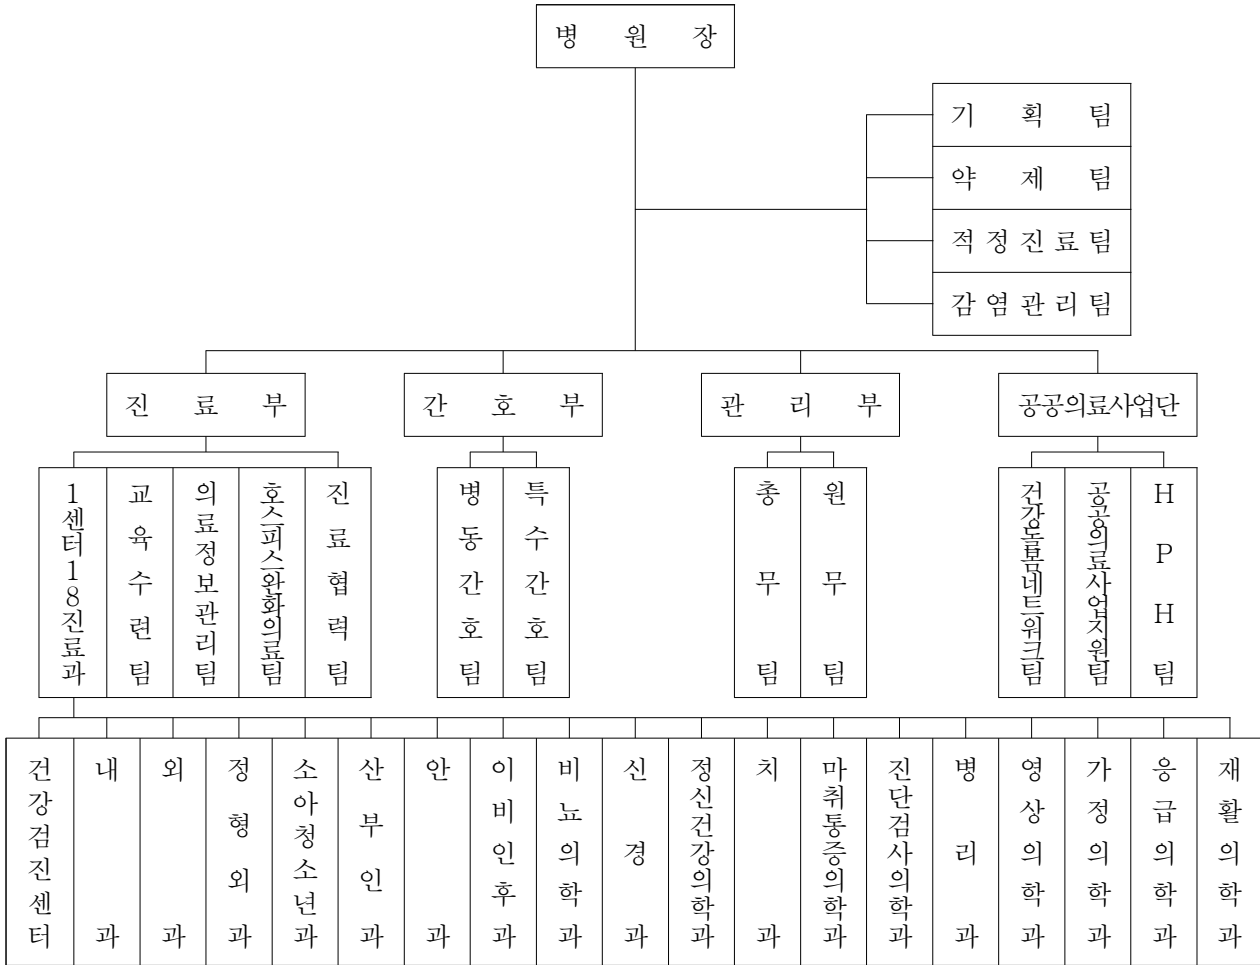 병 원 장
기 획 팀
약 제 팀
적정진료팀
감염관리팀
진 료 부
간 호 부
관 리 부
공공의료사업단
1센터18진료과
교육수련팀
의료정보관리팀
호스피스완화의료팀
진료협력팀
병동간호팀
특수간호팀
총무팀
원무팀
건강돌봄네트워크팀
공공의료사업지원팀
HPH팀
건강검진센터
내과
외과
정형외과
소아청소년과
산부인과
안과
이비인후과
비뇨의학과
신경과
정신건강의학과
치과
마취통증의학과
진단검사의학과
병리과
영상의학과
가정의학과
응급의학과
재활의학과